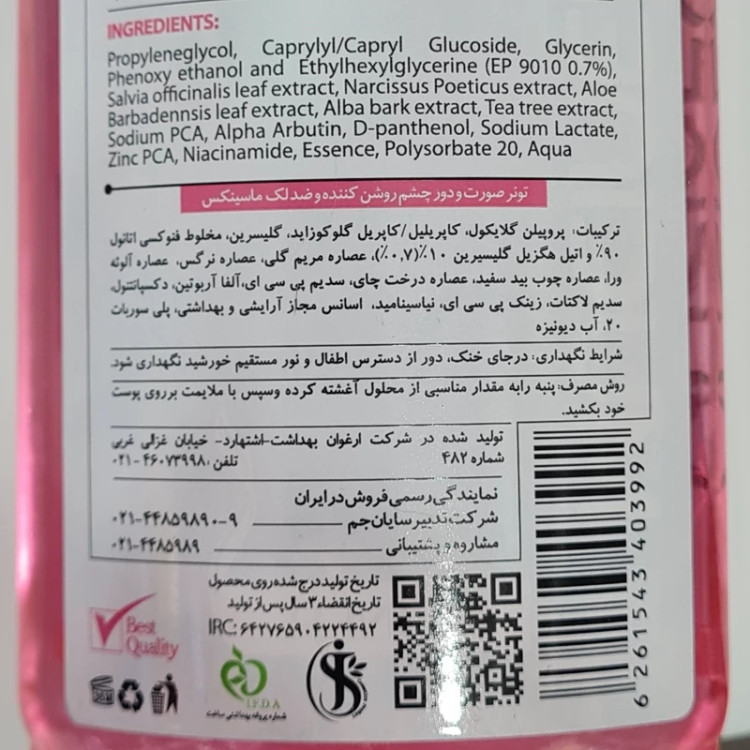 INGREDIENTS:
Propyleneglycol, Caprylyl/Capryl Glucoside, Glycerin,
Phenoxy ethanol and Ethylhexylglycerine (EP 9010 0.7%),
Salvia officinalis leaf extract, Narcissus Poeticus extract, Aloe
Barbadennsis leaf extract, Alba bark extract, Tea tree extract,
Sodium PCA, Alpha Arbutin, D-panthenol, Sodium Lactate,
Zinc PCA, Niacinamide, Essence, Polysorbate 20, Aqua
تونر صورت و دور چشم روشن کننده و ضد لک ماسینکس
ترکیبات: پروپیلن گلایکول، کاپریلیل/کاپریل گلوکوزاید، گلیسرین، مخلوط فنوکسی اتانول
۹۰٪ و اتیل هگزیل گلیسیرین ۱۰٪(۰,۷٪)، عصاره مریم گلی، عصاره نرگس، عصاره آلوئه
ورا، عصاره چوب بید سفید، عصاره درخت چای، سدیم پی سی ای،آلفا آربوتین، دکسپانتنول،
سدیم لاکتات، زینک پی سی ای، نیاسینامید، اسانس مجاز آرایشی و بهداشتی، پلی سوربات
۲۰، آب دیونیزه
شرایط نگهداری: درجای خنک، دور از دسترس اطفال و نور مستقیم خورشید نگهداری شود.
روش مصرف: پنبه رابه مقدار مناسبی از محلول آغشته کرده وسپس با ملایمت برروی پوست
خود بکشید.
تولید شده در شرکت ارغوان بهداشت-اشتهارد- خیابان غزالی غربی
شماره ۴۸۲ تلفن: ۴۶۰۷۳۹۹۸-۰۲۱
نمایندگی رسمی فروش در ایران
شرکت تدبیر سایان جم ۰۲۱-۴۴۸۵۹۸۹۰-۹
مشاروه و پشتیبانی ۰۲۱-۴۴۸۵۹۸۹
تاریخ تولید درج شده روی محصول
تاریخ انقضاء ۳ سال پس از تولید
IRC: ۶۴۲۷۶۵۹۰۴۲۲۴۴۹۲
Best
Quality
I.F.D.A
شماره پروانه بهداشتی ساخت
6 261543 403992